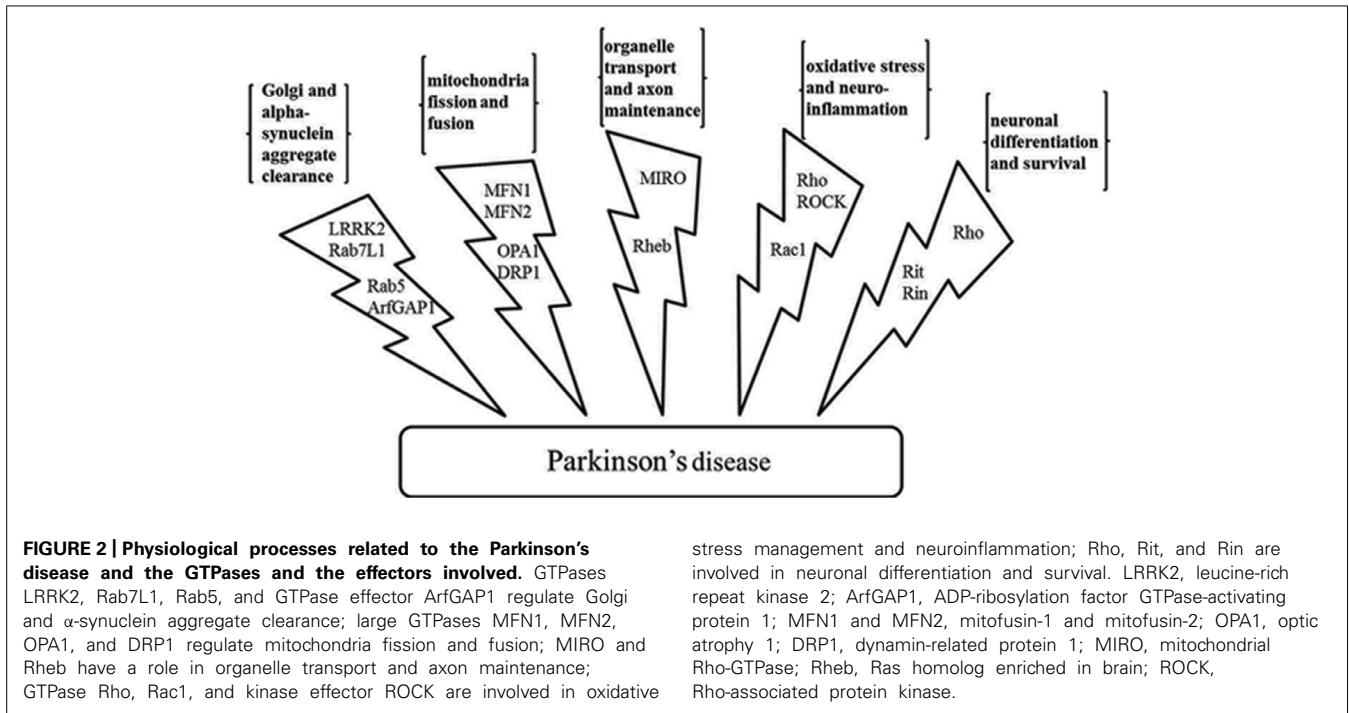 Golgi and
alpha-
synuclein
aggregate
clearance
mitochondria
fission and
fusion
organelle
transport
and axon
maintenance
oxidative stress
and neuro-
inflammation
neuronal
differentiation
and survival
LRRK2
Rab7L1
Rab5
ArfGAP1
MFN1
MFN2
OPA1
DRP1
MIRO
Rheb
Rho
ROCK
Rac1
Rho
Rit
Rin
Parkinson's disease
FIGURE 2 | Physiological processes related to the Parkinson's
disease and the GTPases and the effectors involved. GTPases
LRRK2, Rab7L1, Rab5, and GTPase effector ArfGAP1 regulate Golgi
and α-synuclein aggregate clearance; large GTPases MFN1, MFN2,
OPA1, and DRP1 regulate mitochondria fission and fusion; MIRO and
Rheb have a role in organelle transport and axon maintenance;
GTPase Rho, Rac1, and kinase effector ROCK are involved in oxidative
stress management and neuroinflammation; Rho, Rit, and Rin are
involved in neuronal differentiation and survival. LRRK2, leucine-rich
repeat kinase 2; ArfGAP1, ADP-ribosylation factor GTPase-activating
protein 1; MFN1 and MFN2, mitofusin-1 and mitofusin-2; OPA1, optic
atrophy 1; DRP1, dynamin-related protein 1; MIRO, mitochondrial
Rho-GTPase; Rheb, Ras homolog enriched in brain; ROCK,
Rho-associated protein kinase.